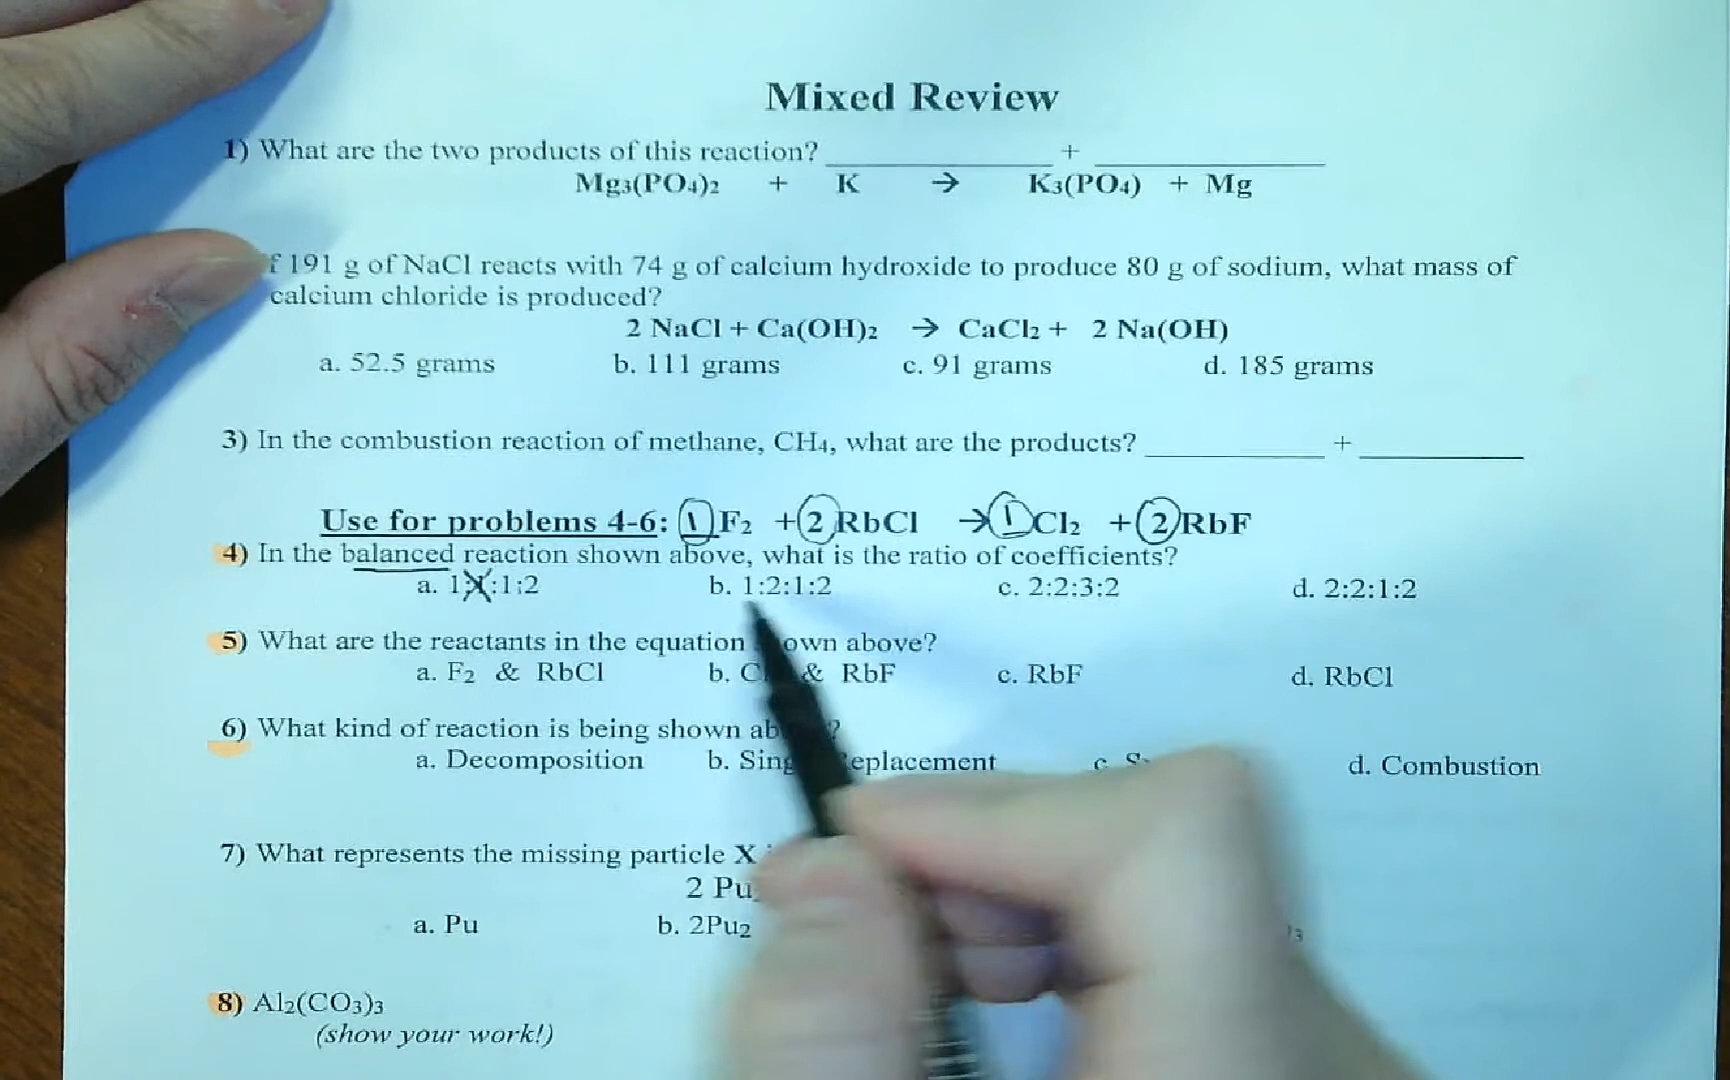 Mixed Review
1) What are the two products of this reaction? ____ + ____
Mg₃(PO₄)₂ + K → K₃(PO₄) + Mg
f 191 g of NaCl reacts with 74 g of calcium hydroxide to produce 80 g of sodium, what mass of
calcium chloride is produced?
2 NaCl + Ca(OH)₂ → CaCl₂ + 2 Na(OH)
a. 52.5 grams b. 111 grams c. 91 grams d. 185 grams
3) In the combustion reaction of methane, CH₄, what are the products? ____ + ____
Use for problems 4-6: 1 F₂ + 2 RbCl → 1 Cl₂ + 2 RbF
4) In the balanced reaction shown above, what is the ratio of coefficients?
a. 1:1:1:2 b. 1:2:1:2 c. 2:2:3:2 d. 2:2:1:2
5) What are the reactants in the equation own above?
a. F₂ & RbCl b. C & RbF c. RbF d. RbCl
6) What kind of reaction is being shown ab ?
a. Decomposition b. Sing eplacement c. S d. Combustion
7) What represents the missing particle X
2 Pu
a. Pu b. 2Pu₂
8) Al₂(CO₃)₃
(show your work!)